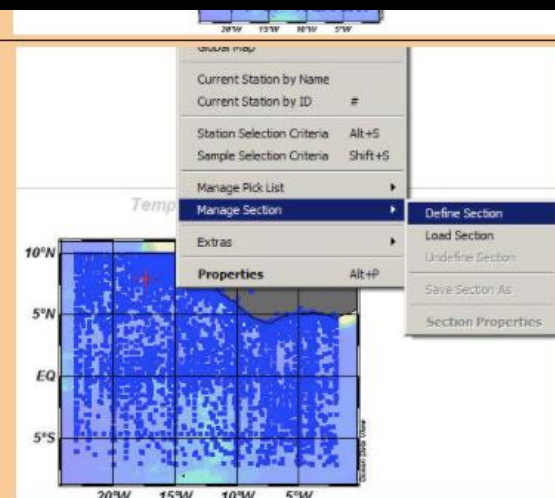 20°W 15°W 10°W 5°W
Global Map
Current Station by Name
Current Station by ID #
Station Selection Criteria Alt+S
Sample Selection Criteria Shift+S
Manage Pick List
Manage Section
Extras
Properties Alt+P
Define Section
Load Section
Undefine Section
Save Section As
Section Properties
Temp
10°N
5°N
EQ
5°S
20°W 15°W 10°W 5°W
Ocean Data View